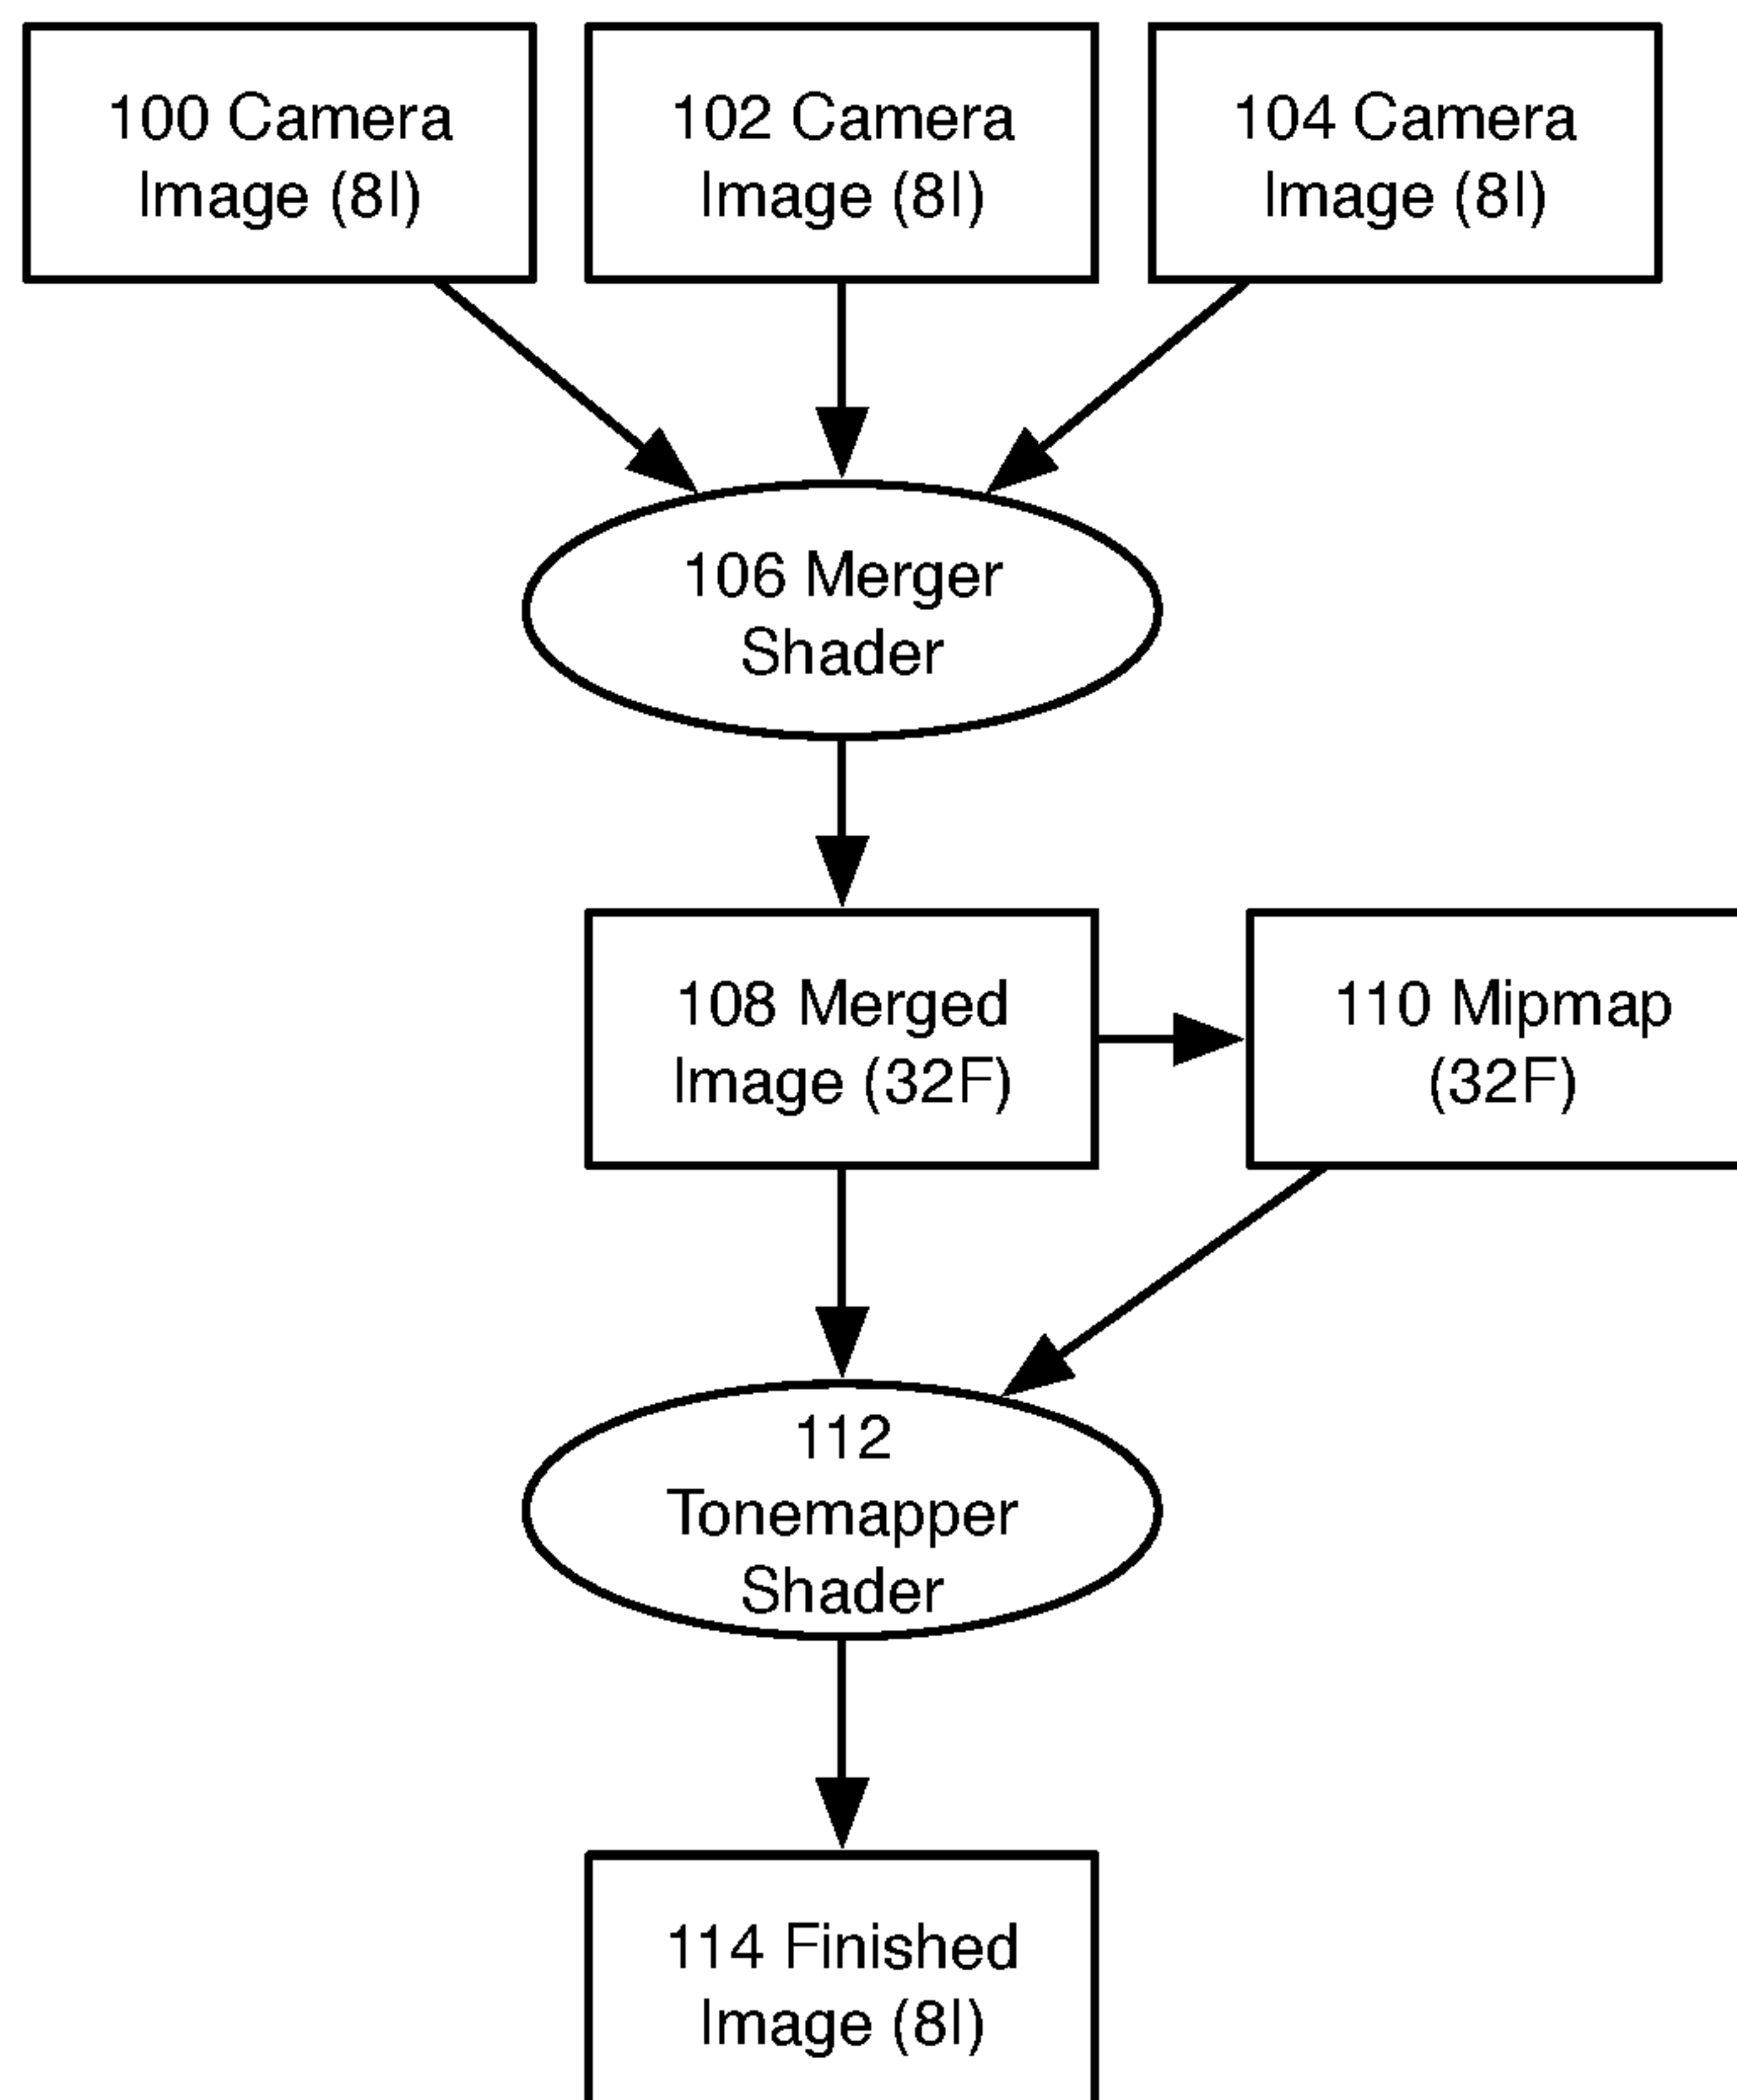 100 Camera
Image (8I)
102 Camera
Image (8I)
104 Camera
Image (8I)
106 Merger
Shader
108 Merged
Image (32F)
110 Mipmap
(32F)
112
Tonemapper
Shader
114 Finished
Image (8I)